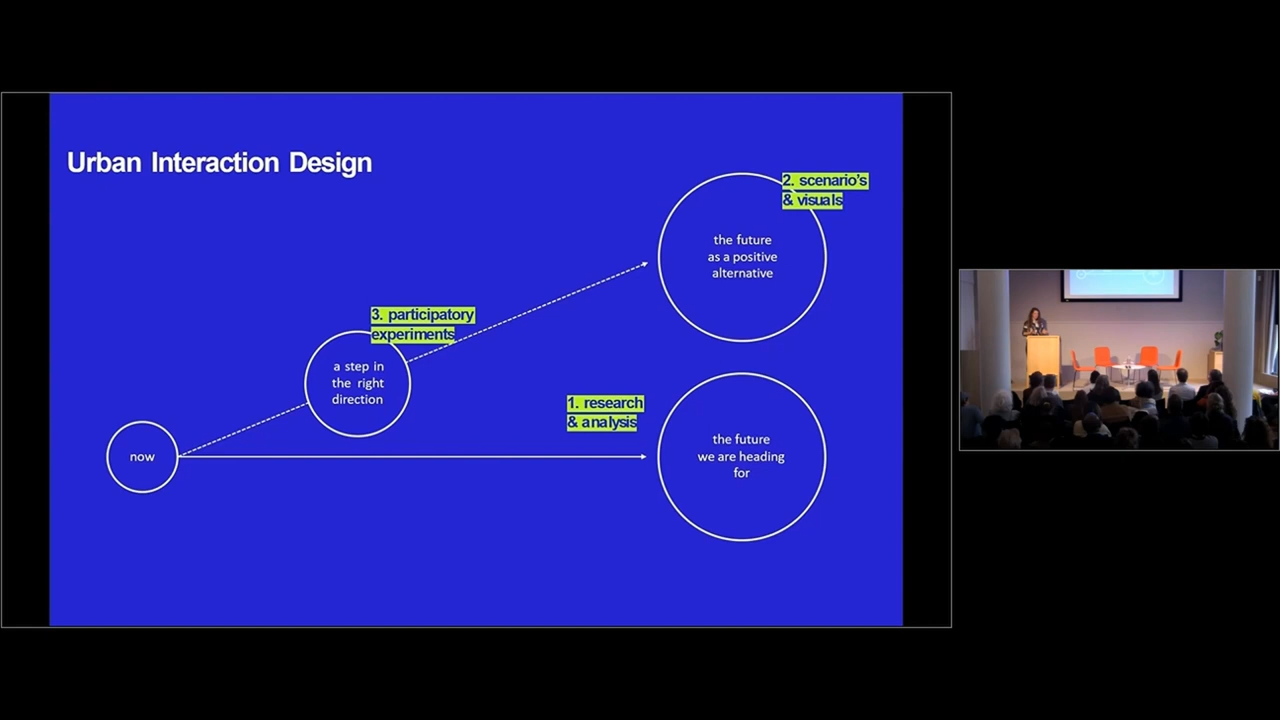 Urban Interaction Design
2. scenario's
& visuals
the future
as a positive
alternative
3. participatory
experiments
a step in
the right
direction
1. research
& analysis
the future
we are heading
for
now